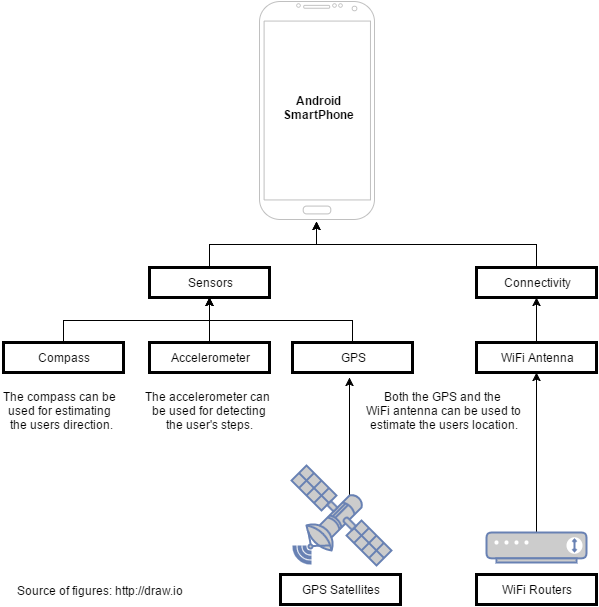 Android
SmartPhone
Sensors
Connectivity
Compass
Accelerometer
GPS
WiFi Antenna
The compass can be
used for estimating
the users direction.
The accelerometer can
be used for detecting
the user's steps.
Both the GPS and the
WiFi antenna can be used to
estimate the users location.
Source of figures: http://draw.io
GPS Satellites
WiFi Routers